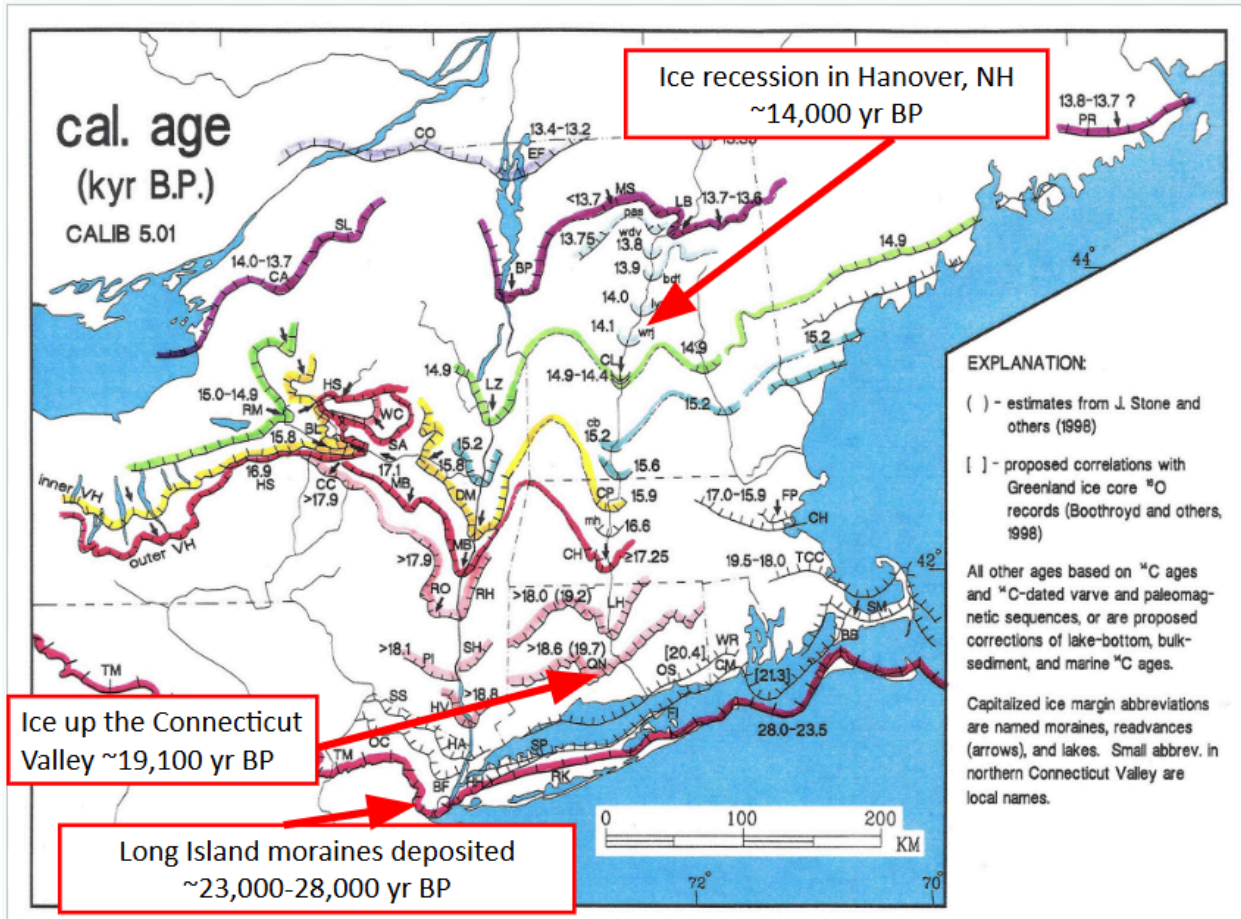 Ice recession in Hanover, NH
~14,000 yr BP
cal. age
(kyr B.P.)
CALIB 5.01
CO
13.4-13.2
EF
13.8-13.7 ?
PR
SL
14.0-13.7
CA
<13.7
MS
LB
13.7-13.6
pas
wdv
13.75
13.8
13.9
bdf
BP
14.0
14.1
wrj
14.9
44°
15.2
CL
14.9-14.4
14.9
14.9
LZ
15.2
15.0-14.9
RM
HS
WC
BL
SA
15.8
16.9
HS
CC
>17.9
17.1
MB
15.8
DM
15.2
cb
15.2
15.6
CP
15.9
mh
16.6
CH
≥17.25
17.0-15.9
FP
CH
inner VH
outer VH
MB
>17.9
RO
RH
19.5-18.0
TCC
42°
>18.0 (19.2)
LH
SM
BB
>18.1
PI
SH
>18.6 (19.7)
QN
[20.4]
WR
OS
CM
[21.3]
TM
SS
HV
>18.8
HA
FI
28.0-23.5
TM
OC
SP
BF
HH
RK
Ice up the Connecticut
Valley ~19,100 yr BP
Long Island moraines deposited
~23,000-28,000 yr BP
0
100
200
KM
72°
70°
EXPLANATION:
( ) - estimates from J. Stone and
others (1998)
[ ] - proposed correlations with
Greenland ice core ¹⁸O
records (Boothroyd and others,
1998)
All other ages based on ¹⁴C ages
and ¹⁴C-dated varve and paleomag-
netic sequences, or are proposed
corrections of lake-bottom, bulk-
sediment, and marine ¹⁴C ages.
Capitalized ice margin abbreviations
are named moraines, readvances
(arrows), and lakes. Small abbrev. in
northern Connecticut Valley are
local names.